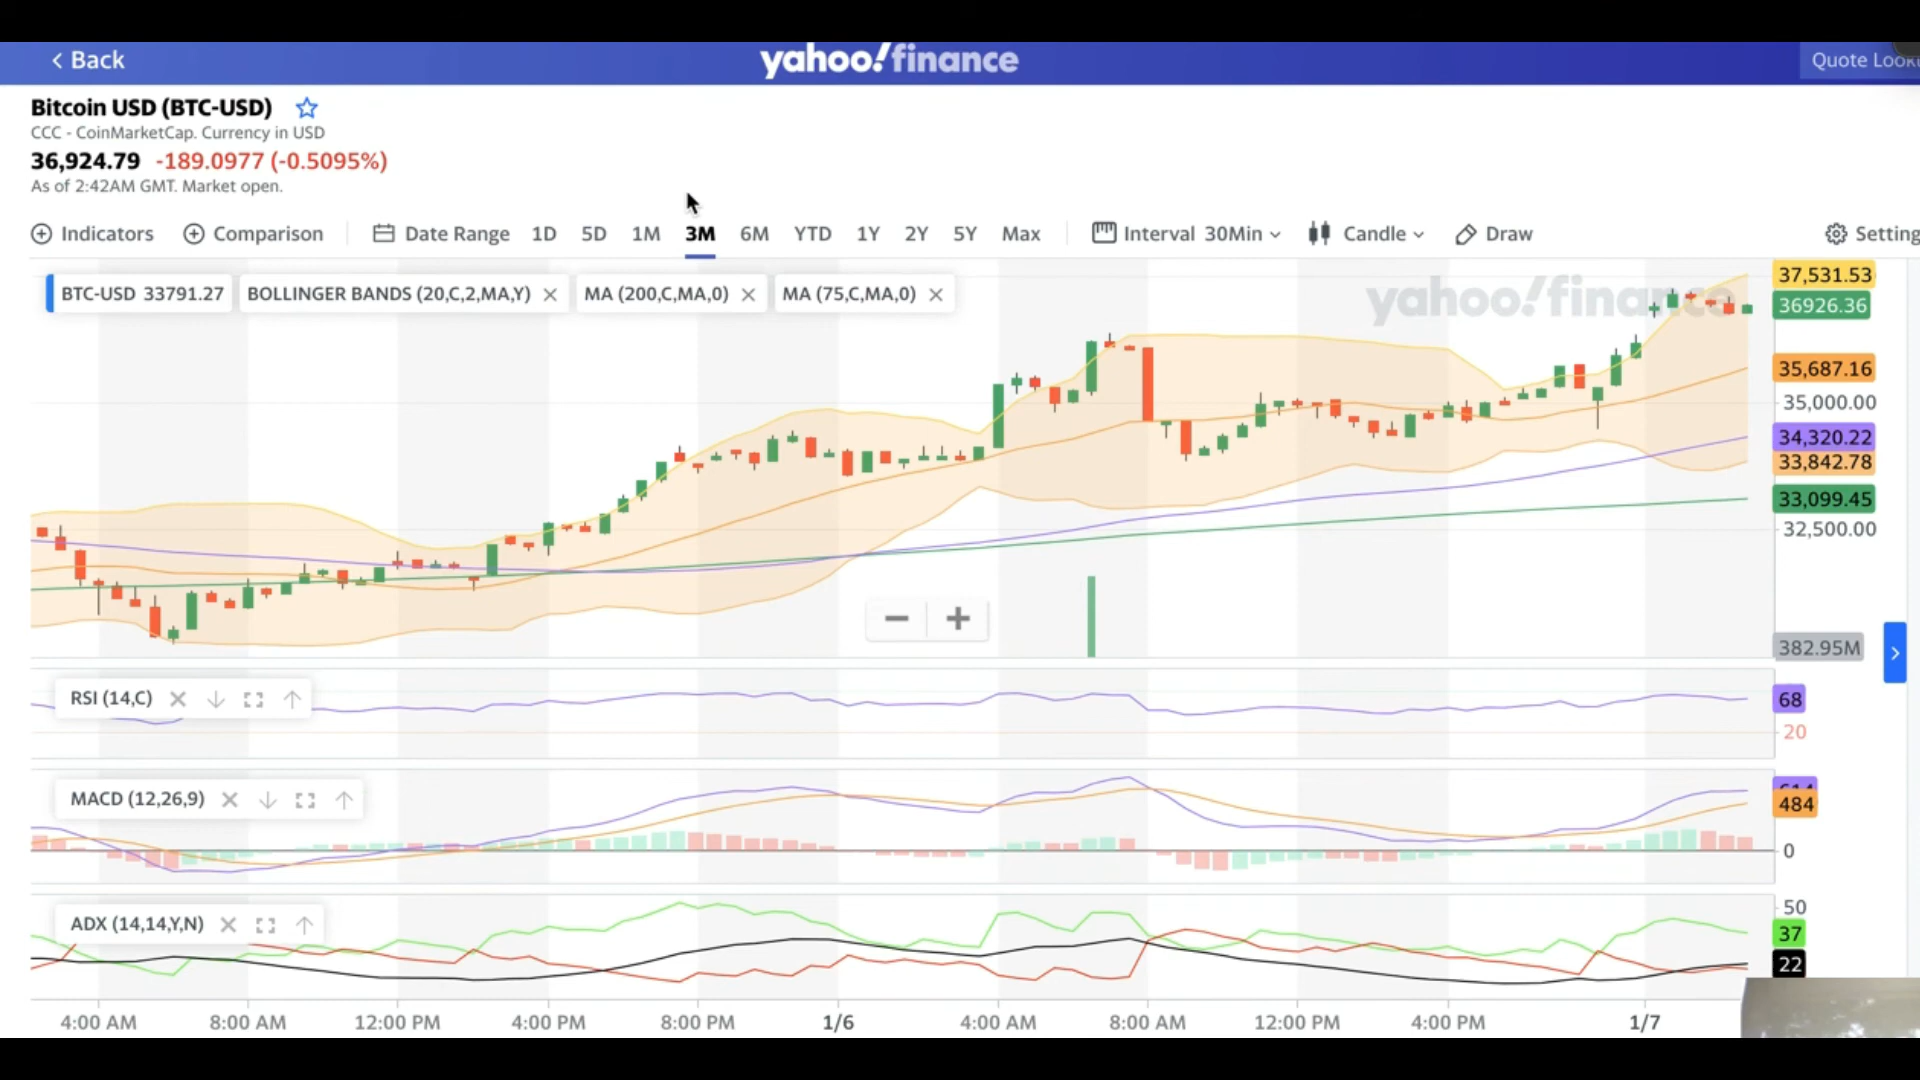 Back
yahoo!finance
Quote Look
Bitcoin USD (BTC-USD)
CCC - CoinMarketCap. Currency in USD
36,924.79 -189.0977 (-0.5095%)
As of 2:42AM GMT. Market open.
Indicators Comparison Date Range 1D 5D 1M 3M 6M YTD 1Y 2Y 5Y Max Interval 30Min Candle Draw Setting
BTC-USD 33791.27 BOLLINGER BANDS (20,C,2,MA,Y) MA (200,C,MA,0) MA (75,C,MA,0)
yahoo!finance
37,531.53
36926.36
35,687.16
35,000.00
34,320.22
33,842.78
33,099.45
32,500.00
382.95M
RSI (14,C)
68
20
MACD (12,26,9)
484
0
ADX (14,14,Y,N)
50
37
22
4:00 AM 8:00 AM 12:00 PM 4:00 PM 8:00 PM 1/6 4:00 AM 8:00 AM 12:00 PM 4:00 PM 1/7